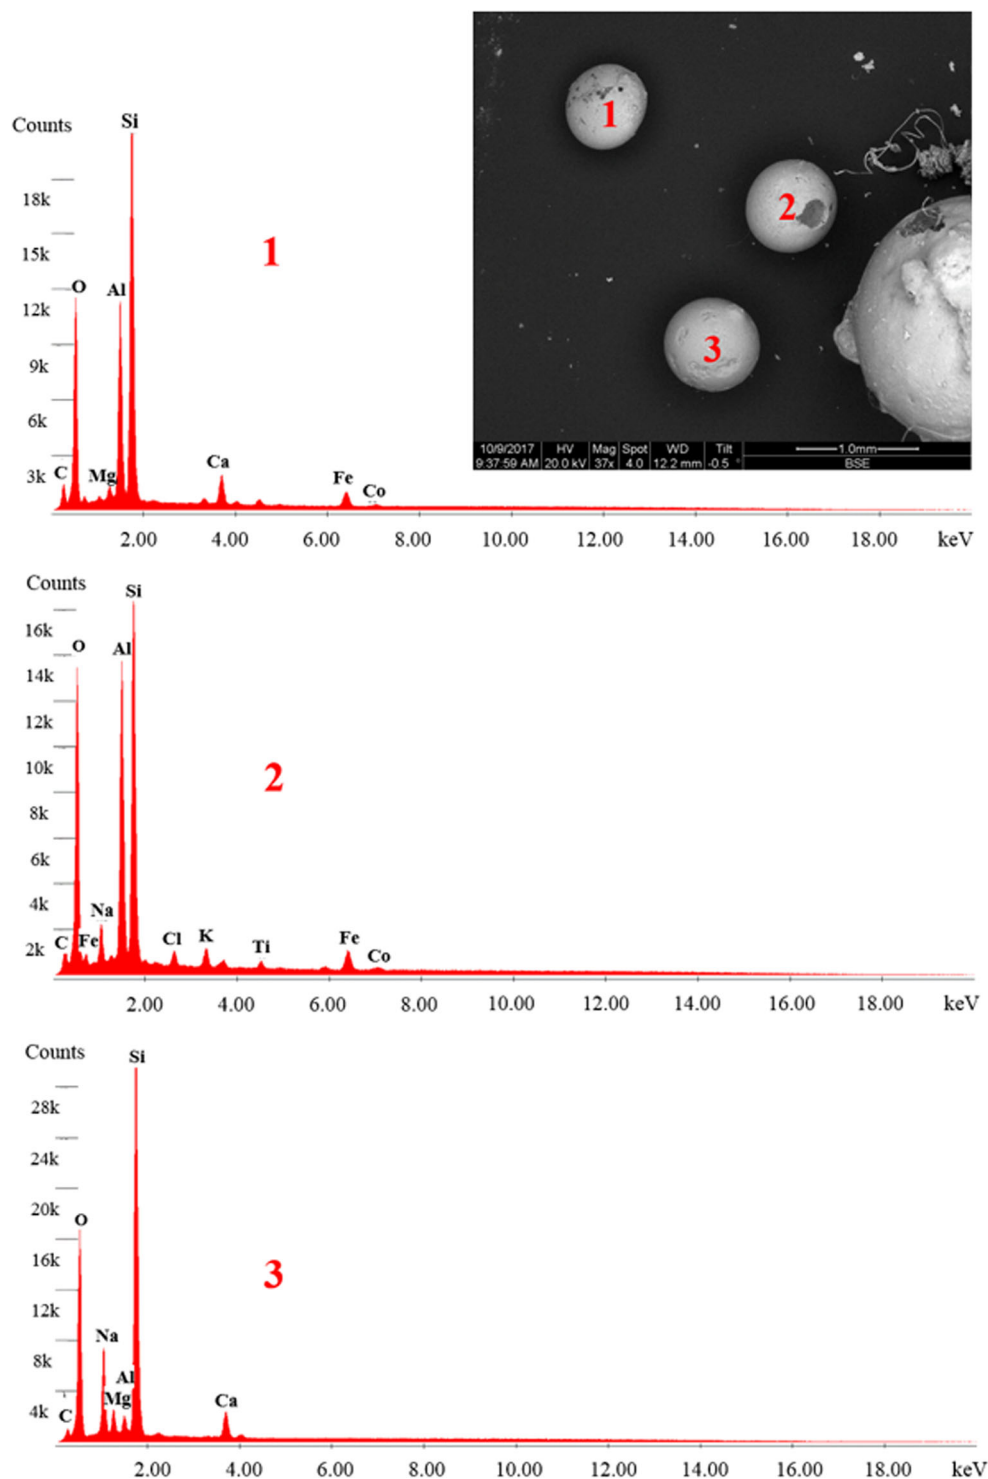 1
2
3
10/9/2017 HV Mag Spot WD Tilt 1.0mm
9:37:59 AM 20.0 kV 37x 4.0 12.2 mm -0.5 ° BSE
Counts
Si
18k
1
15k
O
Al
12k
9k
6k
3k
C
Mg
Ca
Fe
Co
2.00 4.00 6.00 8.00 10.00 12.00 14.00 16.00 18.00 keV
Counts
Si
16k
O
Al
14k
12k
10k
2
8k
6k
4k
Na
2k
C
Fe
Cl
K
Ti
Fe
Co
2.00 4.00 6.00 8.00 10.00 12.00 14.00 16.00 18.00 keV
Counts
Si
28k
24k
20k
O
16k
3
12k
Na
8k
Al
4k
C
Mg
Ca
2.00 4.00 6.00 8.00 10.00 12.00 14.00 16.00 18.00 keV